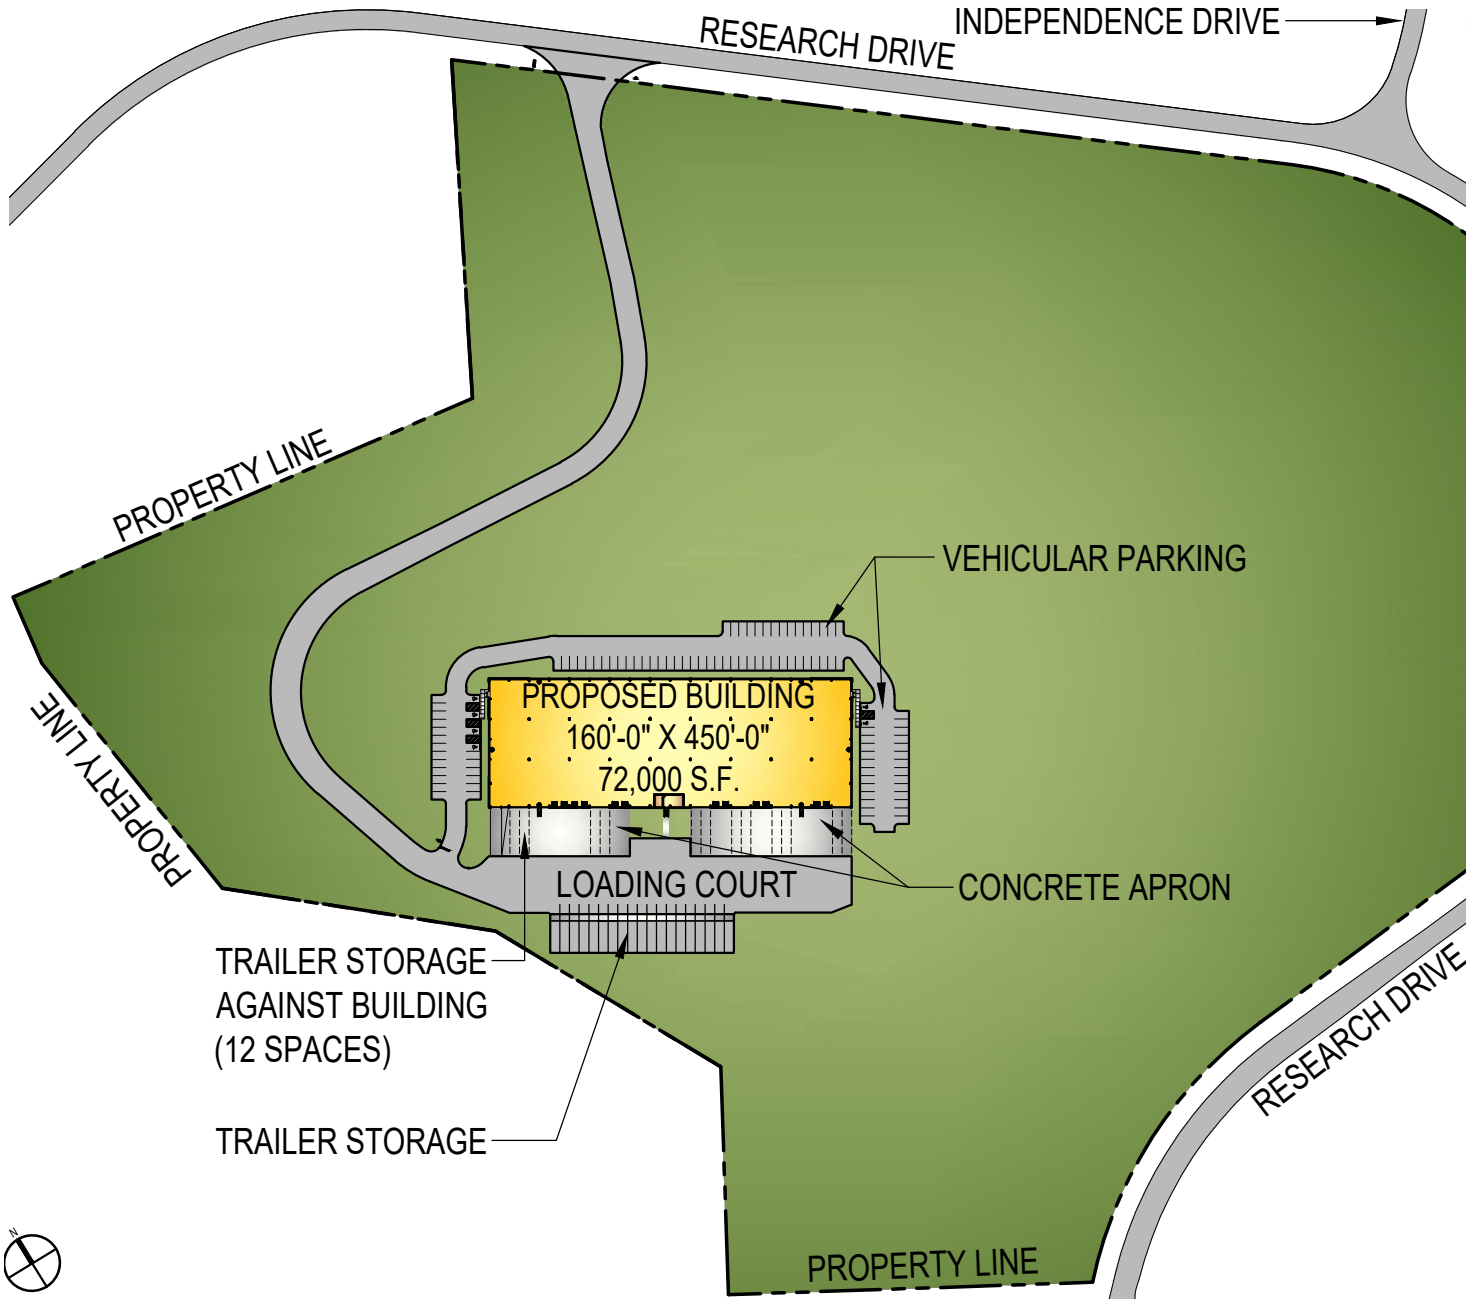 INDEPENDENCE DRIVE
RESEARCH DRIVE
PROPERTY LINE
VEHICULAR PARKING
PROPOSED BUILDING
160'-0" X 450'-0"
72,000 S.F.
PROPERTY LINE
LOADING COURT
CONCRETE APRON
TRAILER STORAGE
AGAINST BUILDING
(12 SPACES)
RESEARCH DRIVE
TRAILER STORAGE
PROPERTY LINE
N